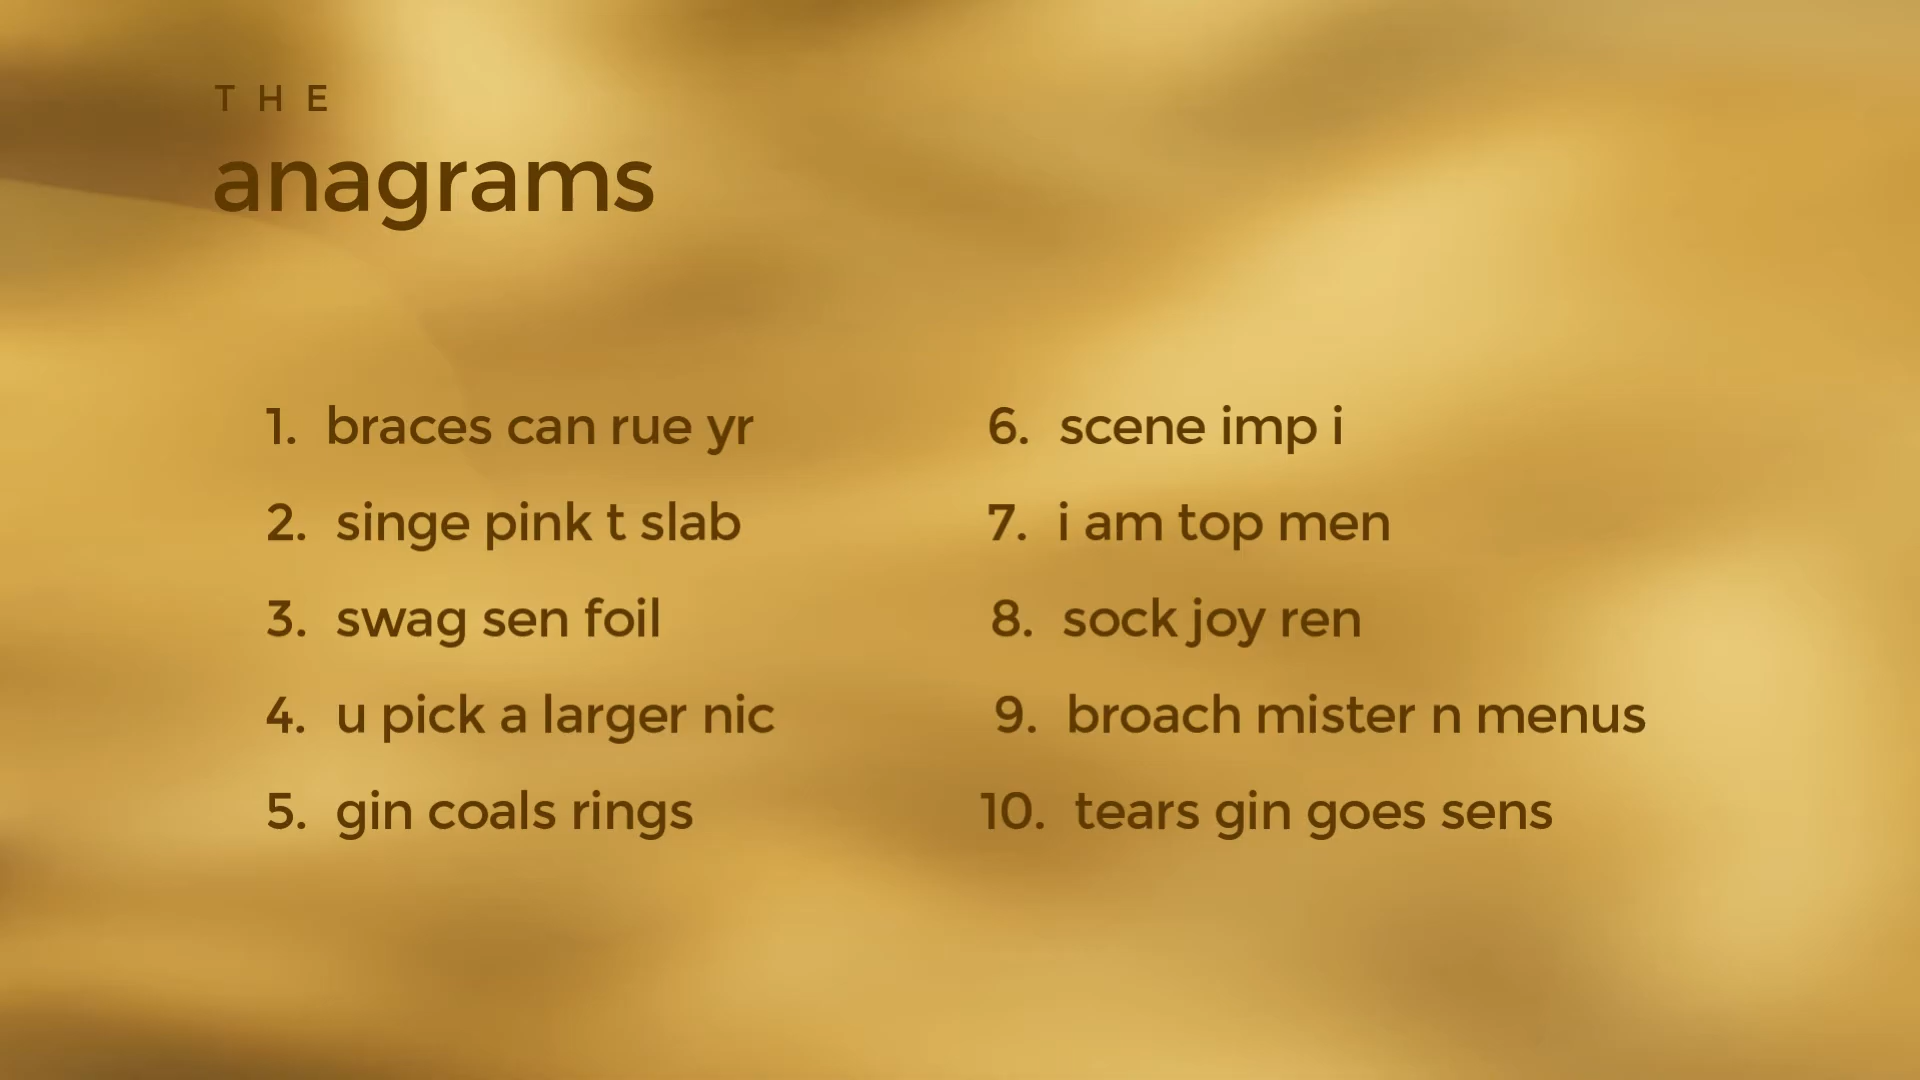 THE
anagrams
1. braces can rue yr
2. singe pink t slab
3. swag sen foil
4. u pick a larger nic
5. gin coals rings
6. scene imp i
7. i am top men
8. sock joy ren
9. broach mister n menus
10. tears gin goes sens